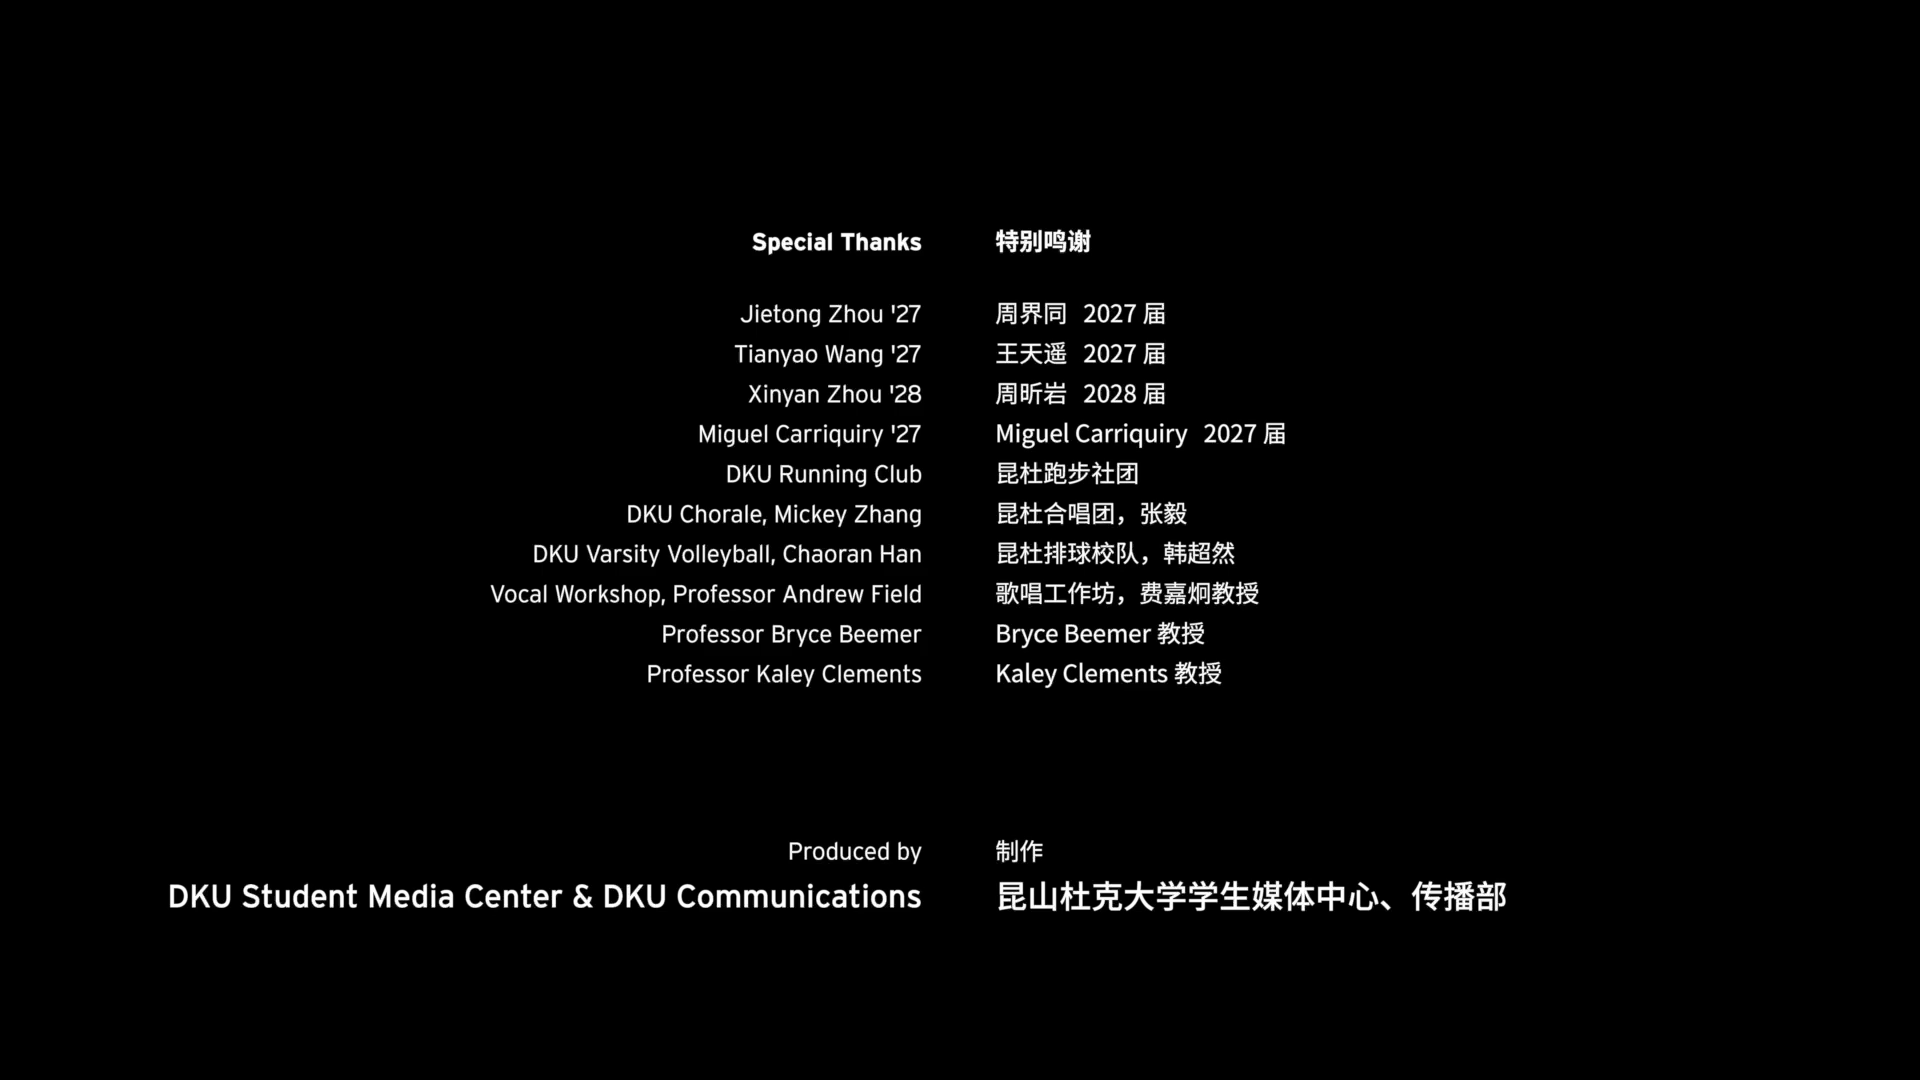 Special Thanks 特别鸣谢
Jietong Zhou '27 周界同 2027 届
Tianyao Wang '27 王天遥 2027 届
Xinyan Zhou '28 周昕岩 2028 届
Miguel Carriquiry '27 Miguel Carriquiry 2027 届
DKU Running Club 昆杜跑步社团
DKU Chorale, Mickey Zhang 昆杜合唱团，张毅
DKU Varsity Volleyball, Chaoran Han 昆杜排球校队，韩超然
Vocal Workshop, Professor Andrew Field 歌唱工作坊，费嘉炯教授
Professor Bryce Beemer Bryce Beemer 教授
Professor Kaley Clements Kaley Clements 教授
Produced by 制作
DKU Student Media Center & DKU Communications 昆山杜克大学学生媒体中心、传播部